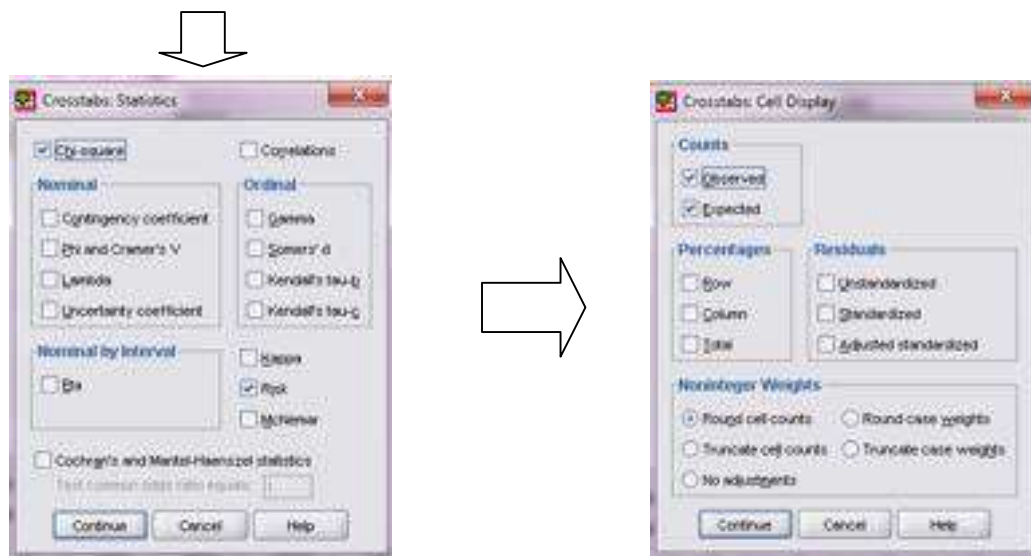 Crosstabs: Statistics
Chi-square
Correlations
Nominal
Contingency coefficient
Phi and Cramer's V
Lambda
Uncertainty coefficient
Ordinal
Gamma
Somers' d
Kendall's tau-b
Kendall's tau-c
Nominal by Interval
Eta
Kappa
Risk
McNemar
Cochran's and Mantel-Haenszel statistics
Test common odds ratio equals: 1
Continue Cancel Help
Crosstabs: Cell Display
Counts
Observed
Expected
Percentages
Row
Column
Total
Residuals
Unstandardized
Standardized
Adjusted standardized
Noninteger Weights
Round cell counts Round case weights
Truncate cell counts Truncate case weights
No adjustments
Continue Cancel Help